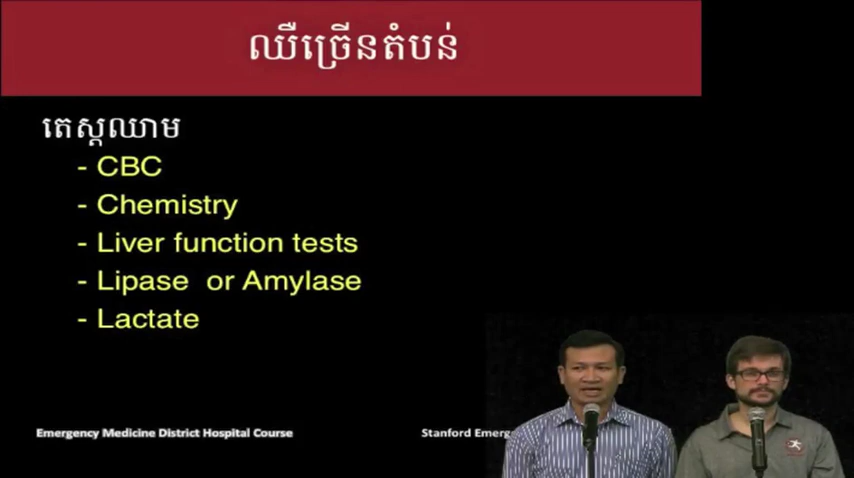 ឈឺច្រើនតំបន់
តេស្តឈាម
- CBC
- Chemistry
- Liver function tests
- Lipase or Amylase
- Lactate
Emergency Medicine District Hospital Course
Stanford Emerg